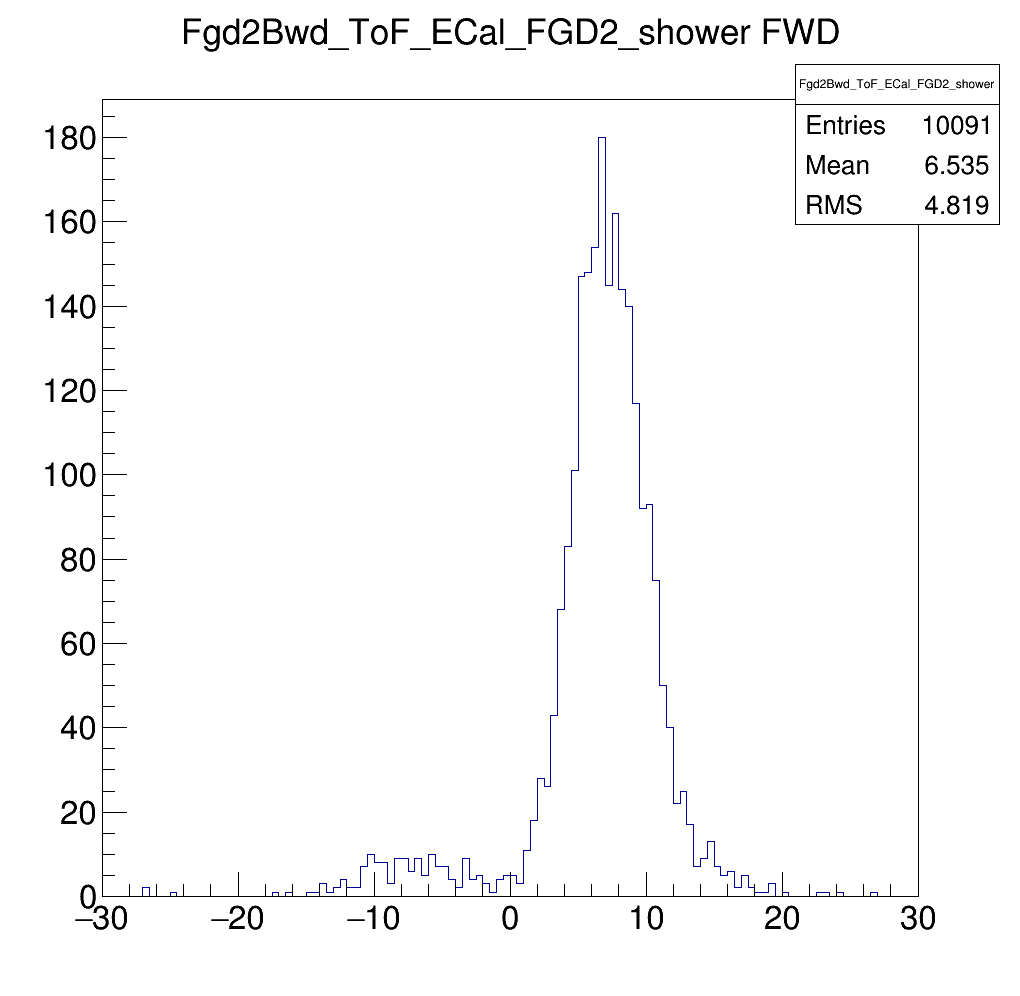 Fgd2Bwd_ToF_ECal_FGD2_shower FWD
Fgd2Bwd_ToF_ECal_FGD2_shower
Entries 10091
Mean 6.535
RMS 4.819
180
160
140
120
100
80
60
40
20
0
−30 −20 −10 0 10 20 30